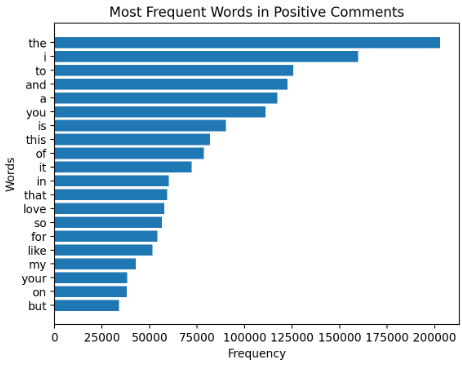 Most Frequent Words in Positive Comments
the
i
to
and
a
you
is
this
of
it
in
that
love
so
for
like
my
your
on
but
Words
0 25000 50000 75000 100000 125000 150000 175000 200000
Frequency